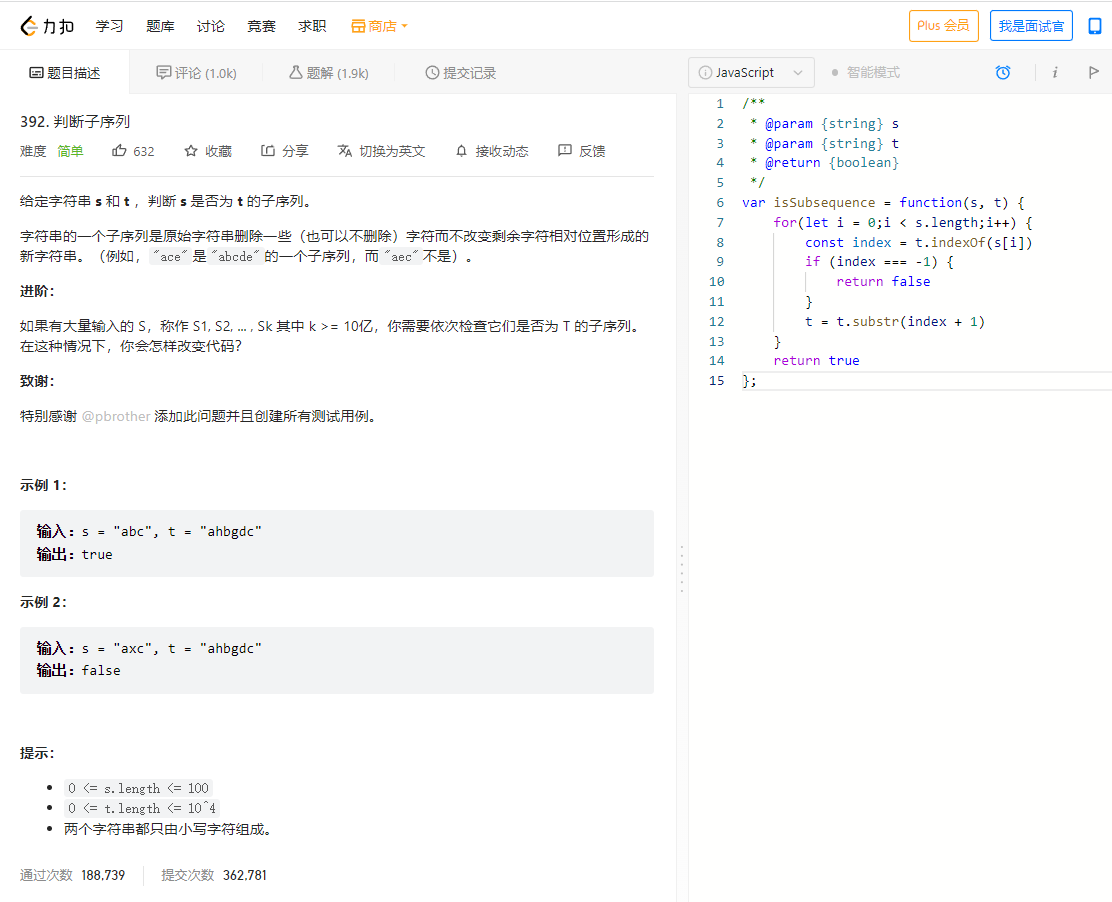 力扣 学习 题库 讨论 竞赛 求职 商店 Plus 会员 我是面试官
题目描述 评论 (1.0k) 题解 (1.9k) 提交记录
392. 判断子序列
难度 简单 632 收藏 分享 切换为英文 接收动态 反馈
给定字符串 s 和 t ，判断 s 是否为 t 的子序列。
字符串的一个子序列是原始字符串删除一些（也可以不删除）字符而不改变剩余字符相对位置形成的
新字符串。（例如，"ace"是"abcde"的一个子序列，而"aec"不是）。
进阶：
如果有大量输入的 S，称作 S1, S2, ... , Sk 其中 k >= 10亿，你需要依次检查它们是否为 T 的子序列。
在这种情况下，你会怎样改变代码？
致谢：
特别感谢 @pbrother 添加此问题并且创建所有测试用例。
示例 1：
输入：s = "abc", t = "ahbgdc"
输出：true
示例 2：
输入：s = "axc", t = "ahbgdc"
输出：false
提示：
0 <= s.length <= 100
0 <= t.length <= 10^4
两个字符串都只由小写字符组成。
通过次数 188,739 提交次数 362,781
JavaScript 智能模式 i
1 /**
2  * @param {string} s
3  * @param {string} t
4  * @return {boolean}
5  */
6 var isSubsequence = function(s, t) {
7     for(let i = 0;i < s.length;i++) {
8         const index = t.indexOf(s[i])
9         if (index === -1) {
10             return false
11         }
12         t = t.substr(index + 1)
13     }
14     return true
15 };